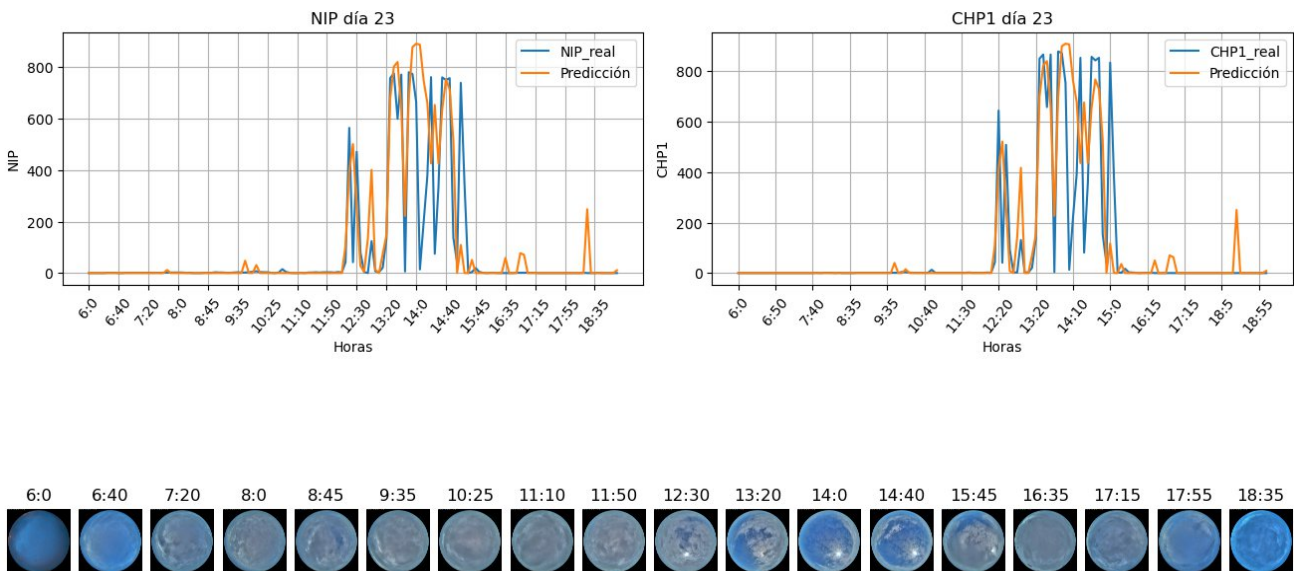 NIP día 23
NIP_real
Predicción
800
600
400
200
0
NIP
6:0 6:40 7:20 8:0 8:45 9:35 10:25 11:10 11:50 12:30 13:20 14:0 14:40 15:45 16:35 17:15 17:55 18:35
Horas
CHP1 día 23
CHP1_real
Predicción
800
600
400
200
0
CHP1
6:0 6:50 7:40 8:35 9:35 10:40 11:30 12:20 13:20 14:10 15:0 16:15 17:15 18:5 18:55
Horas
6:0 6:40 7:20 8:0 8:45 9:35 10:25 11:10 11:50 12:30 13:20 14:0 14:40 15:45 16:35 17:15 17:55 18:35